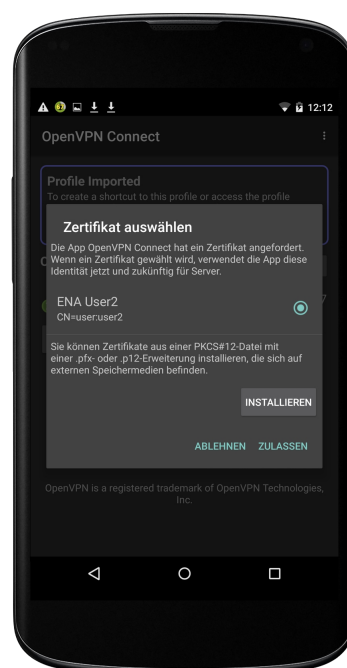 12:12
OpenVPN Connect
Profile Imported
To create a shortcut to this profile or access the profile
Zertifikat auswählen
Die App OpenVPN Connect hat ein Zertifikat angefordert.
Wenn ein Zertifikat gewählt wird, verwendet die App diese
Identität jetzt und zukünftig für Server.
ENA User2
CN=user:user2
Sie können Zertifikate aus einer PKCS#12-Datei mit
einer .pfx- oder .p12-Erweiterung installieren, die sich auf
externen Speichermedien befinden.
INSTALLIEREN
ABLEHNEN ZULASSEN
OpenVPN is a registered trademark of OpenVPN Technologies,
Inc.